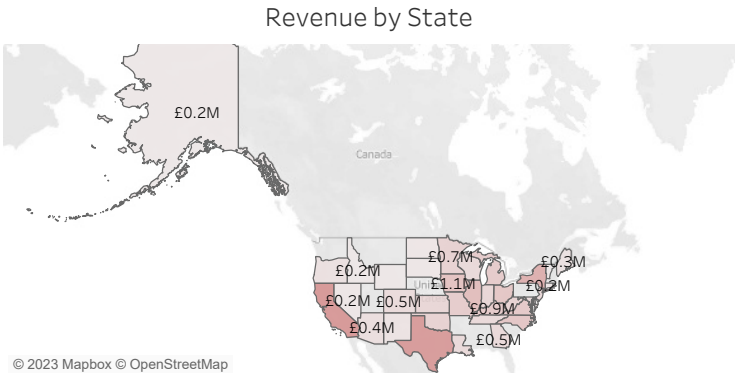 Revenue by State
£0.2M
Canada
£0.7M
£0.3M
£0.2M
£1.1M
£0.2M
£0.2M
£0.5M
£0.9M
£0.4M
£0.5M
© 2023 Mapbox © OpenStreetMap